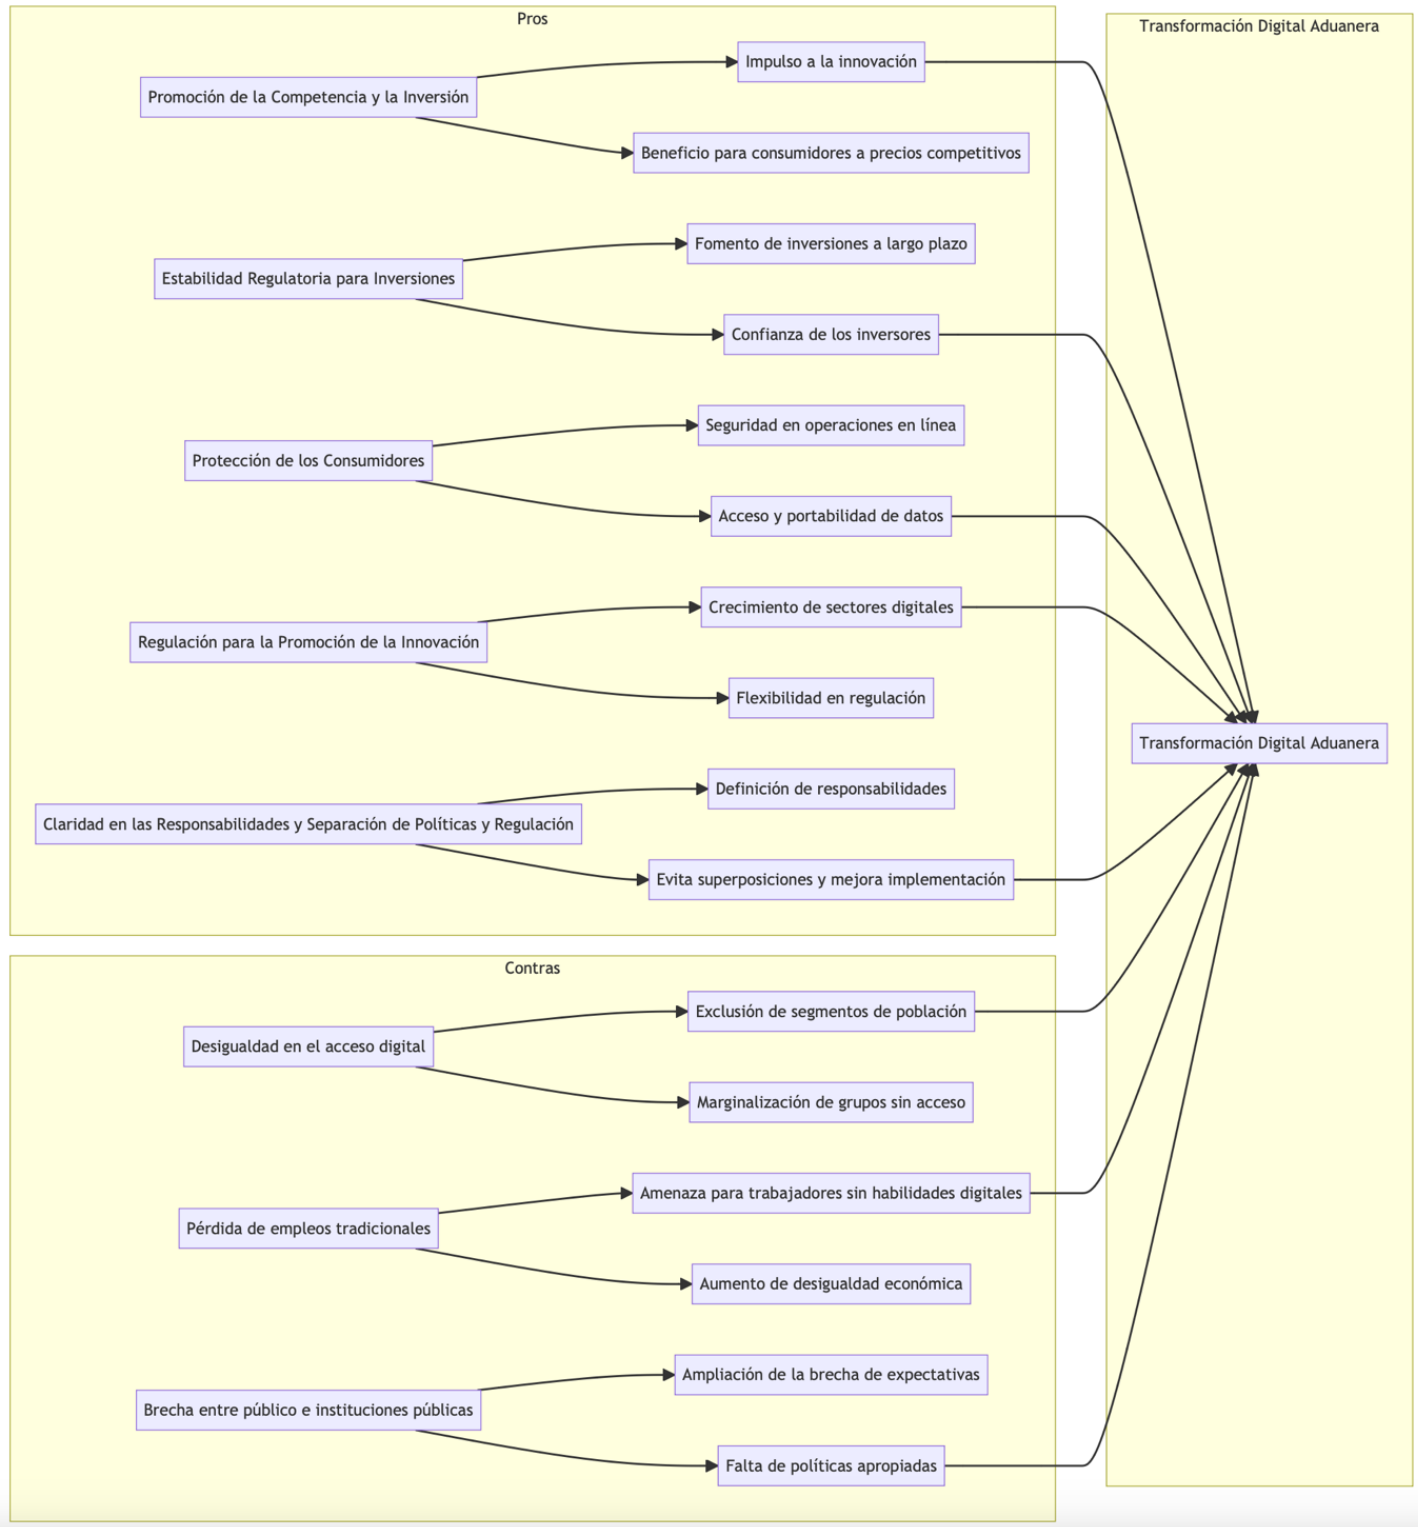 Pros
Promoción de la Competencia y la Inversión
Impulso a la innovación
Beneficio para consumidores a precios competitivos
Estabilidad Regulatoria para Inversiones
Fomento de inversiones a largo plazo
Confianza de los inversores
Protección de los Consumidores
Seguridad en operaciones en línea
Acceso y portabilidad de datos
Regulación para la Promoción de la Innovación
Crecimiento de sectores digitales
Flexibilidad en regulación
Claridad en las Responsabilidades y Separación de Políticas y Regulación
Definición de responsabilidades
Evita superposiciones y mejora implementación
Contras
Desigualdad en el acceso digital
Exclusión de segmentos de población
Marginalización de grupos sin acceso
Pérdida de empleos tradicionales
Amenaza para trabajadores sin habilidades digitales
Aumento de desigualdad económica
Brecha entre público e instituciones públicas
Ampliación de la brecha de expectativas
Falta de políticas apropiadas
Transformación Digital Aduanera
Transformación Digital Aduanera